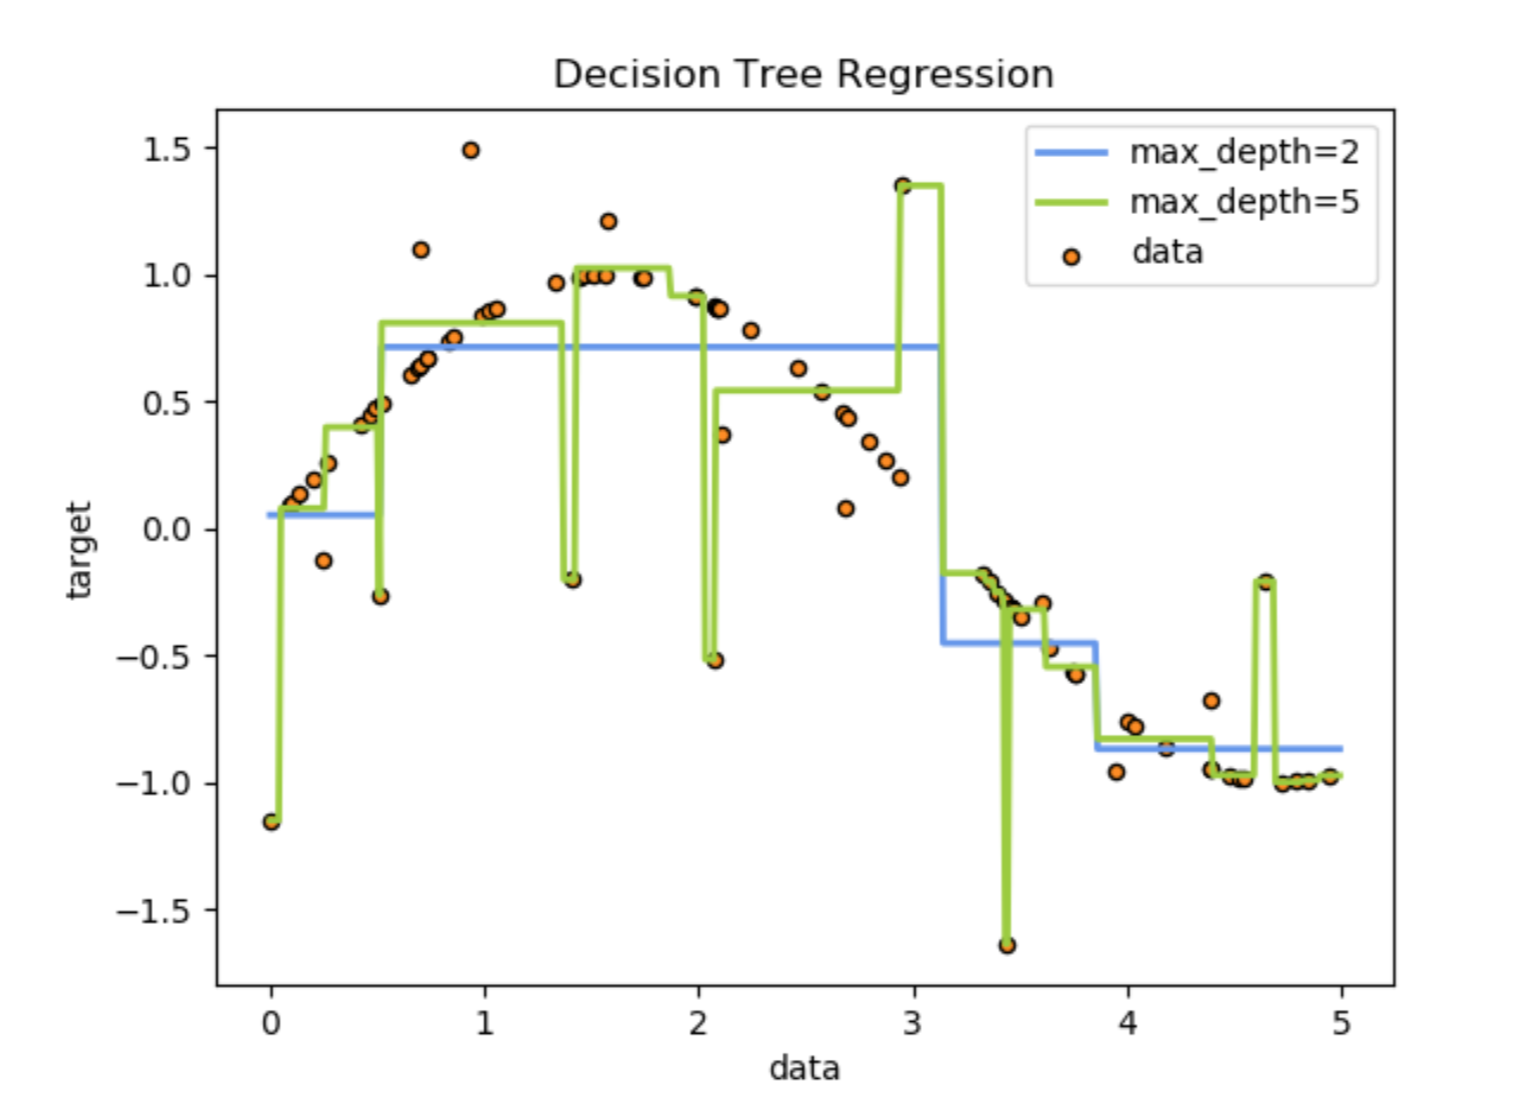 Decision Tree Regression
max_depth=2
max_depth=5
data
1.5
1.0
0.5
0.0
−0.5
−1.0
−1.5
target
0 1 2 3 4 5
data